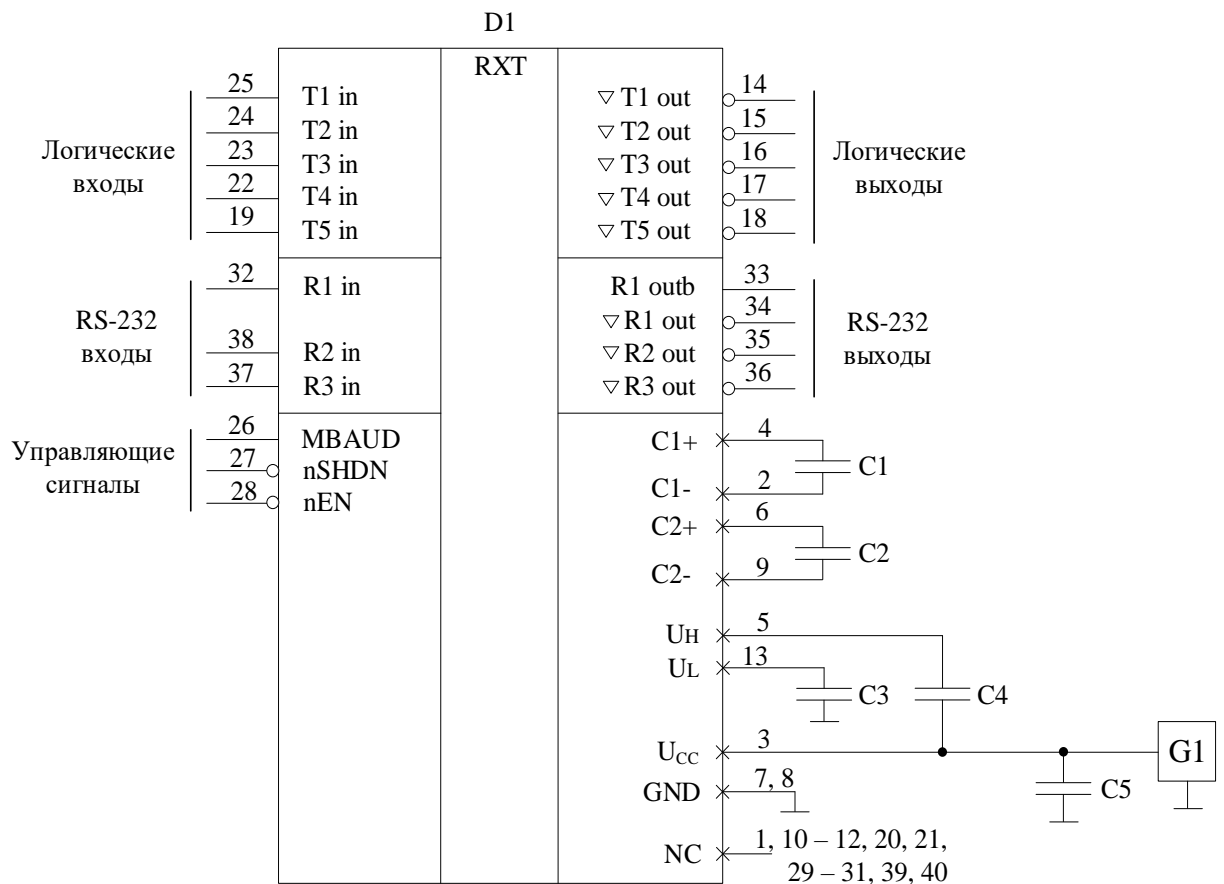 D1
RXT
Логические
входы
25 T1 in
24 T2 in
23 T3 in
22 T4 in
19 T5 in
▽ T1 out 14
▽ T2 out 15
▽ T3 out 16
▽ T4 out 17
▽ T5 out 18
Логические
выходы
RS-232
входы
32 R1 in
38 R2 in
37 R3 in
R1 outb 33
▽ R1 out 34
▽ R2 out 35
▽ R3 out 36
RS-232
выходы
Управляющие
сигналы
26 MBAUD
27 nSHDN
28 nEN
C1+ 4
C1- 2
C1
C2+ 6
C2- 9
C2
UH 5
UL 13
C3
C4
UCC 3
G1
C5
GND 7, 8
NC 1, 10 – 12, 20, 21,
29 – 31, 39, 40